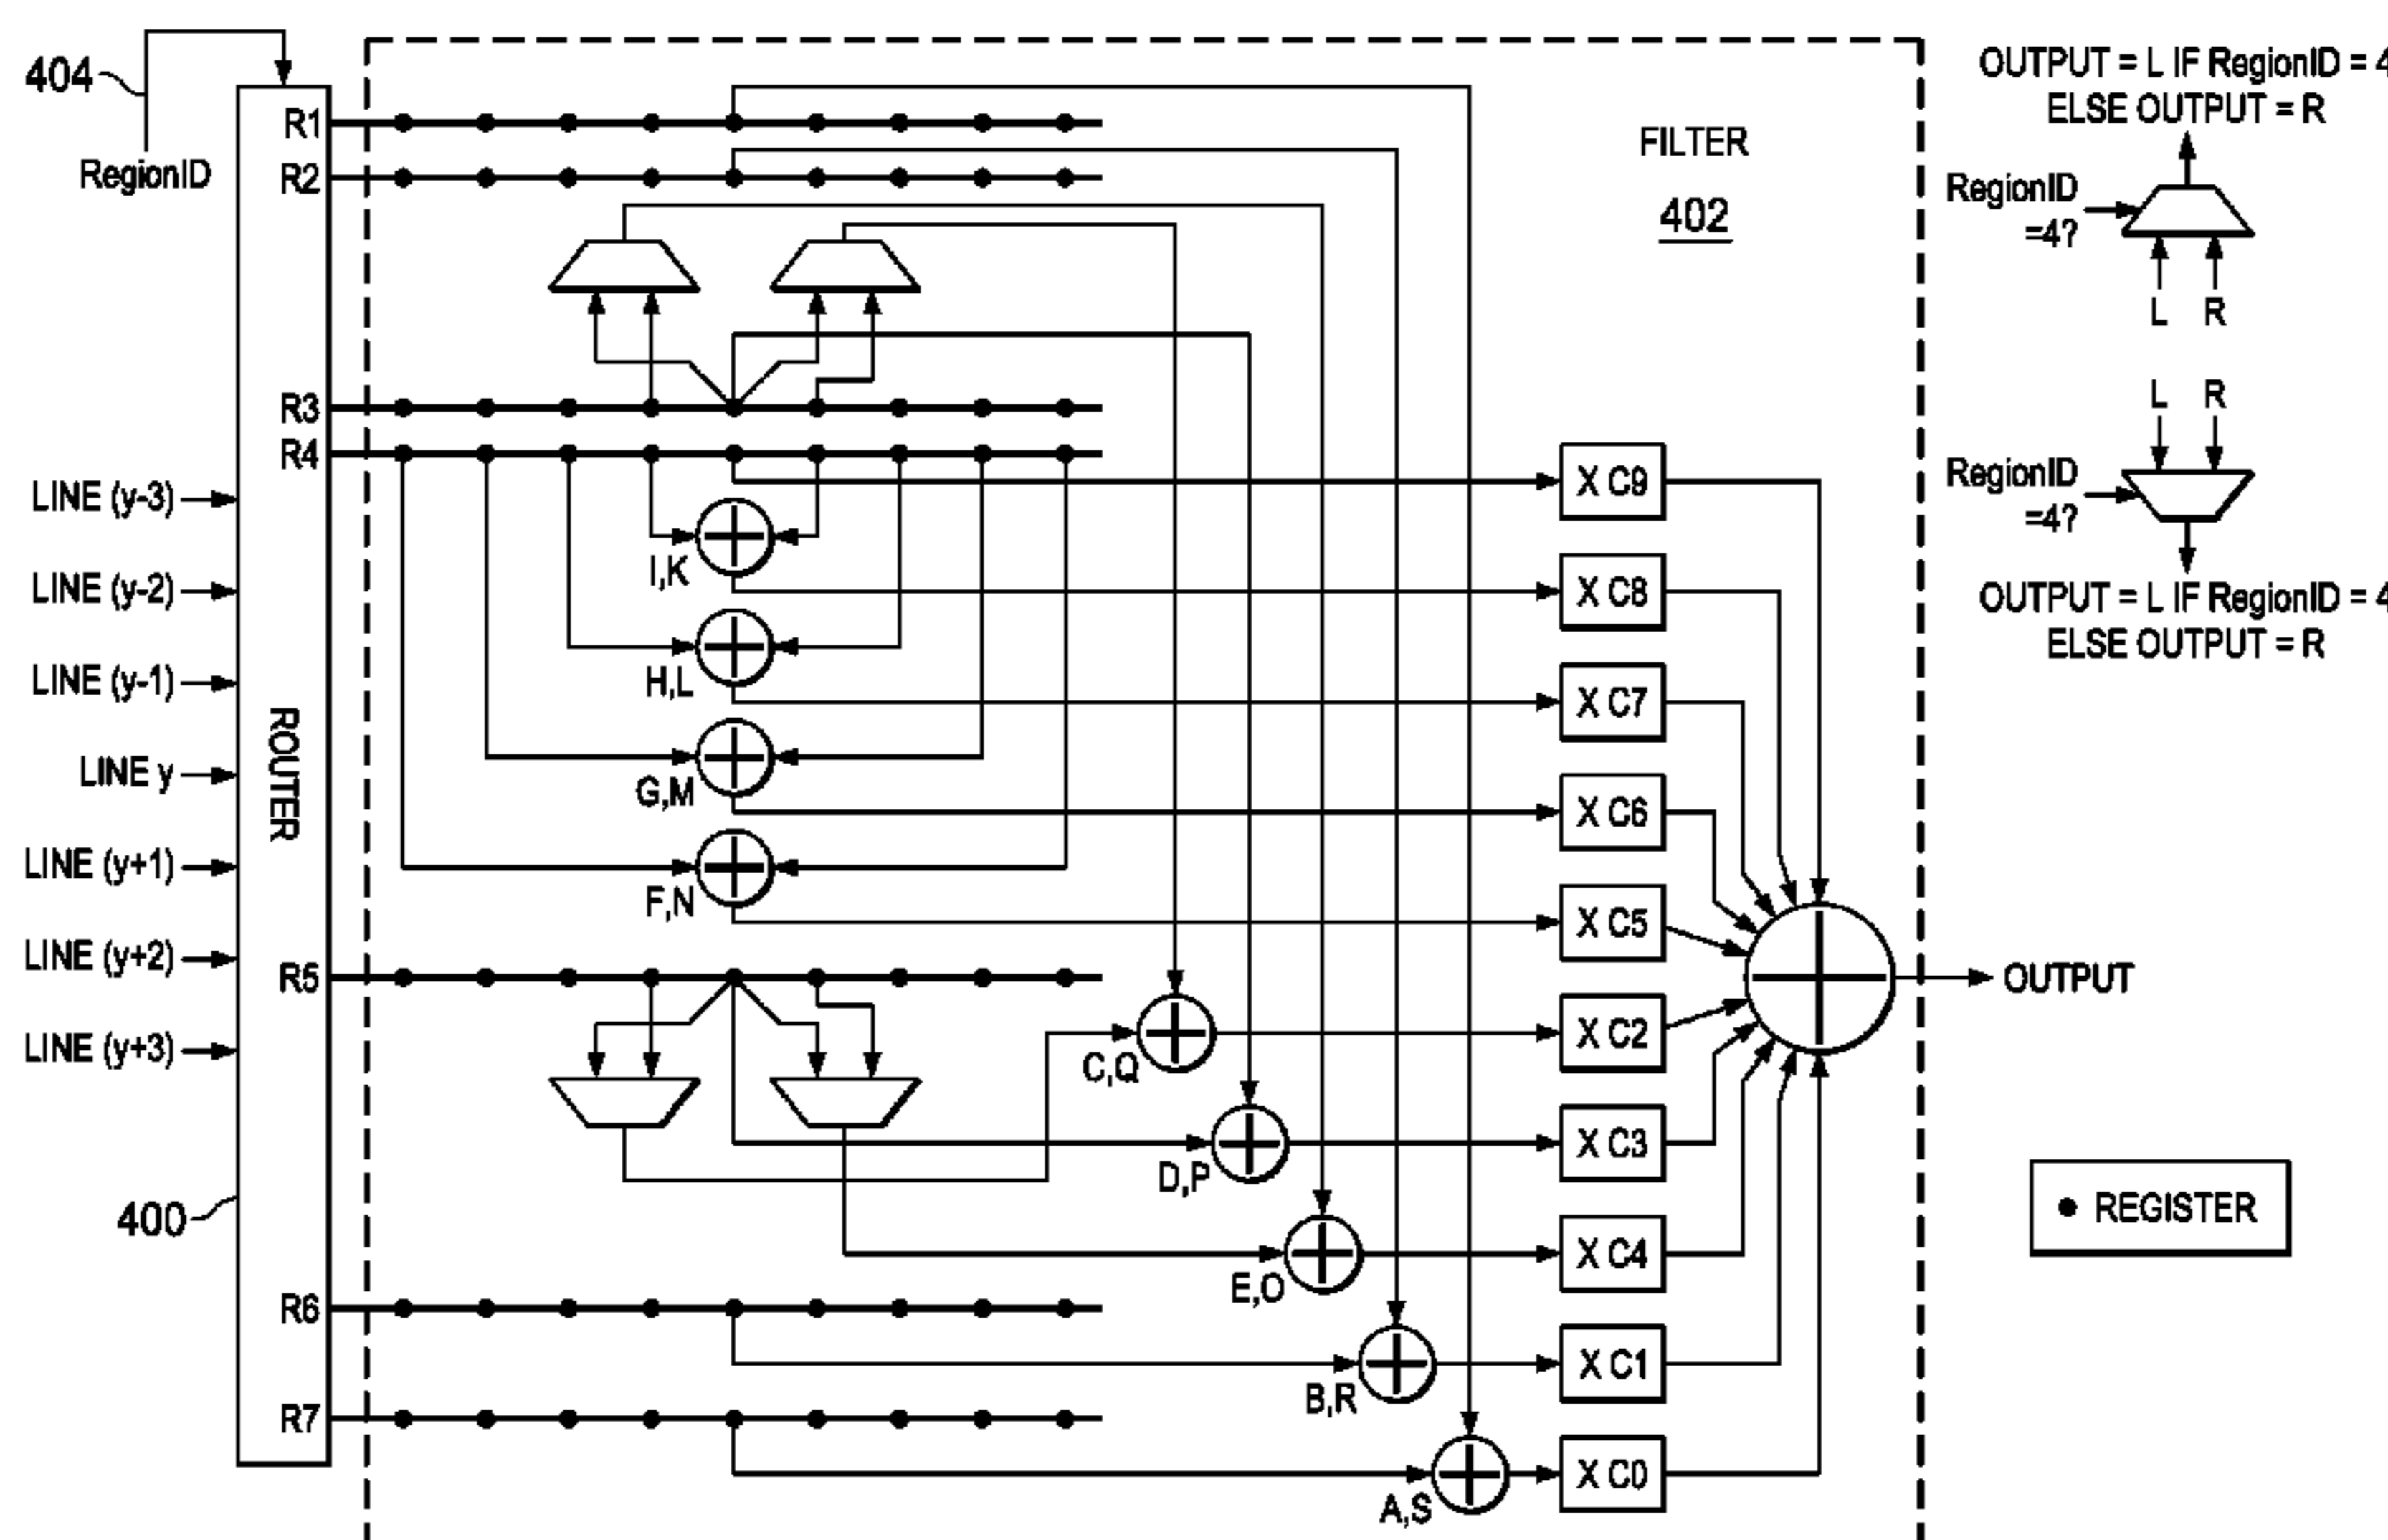 404
RegionID
R1
R2
R3
R4
R5
R6
R7
LINE (y-3)
LINE (y-2)
LINE (y-1)
LINE y
LINE (y+1)
LINE (y+2)
LINE (y+3)
ROUTER
400
FILTER
402
I,K
H,L
G,M
F,N
C,Q
D,P
E,O
B,R
A,S
X C9
X C8
X C7
X C6
X C5
X C2
X C3
X C4
X C1
X C0
OUTPUT
OUTPUT = L IF RegionID = 4
ELSE OUTPUT = R
RegionID
=4?
L R
L R
RegionID
=4?
OUTPUT = L IF RegionID = 4
ELSE OUTPUT = R
REGISTER